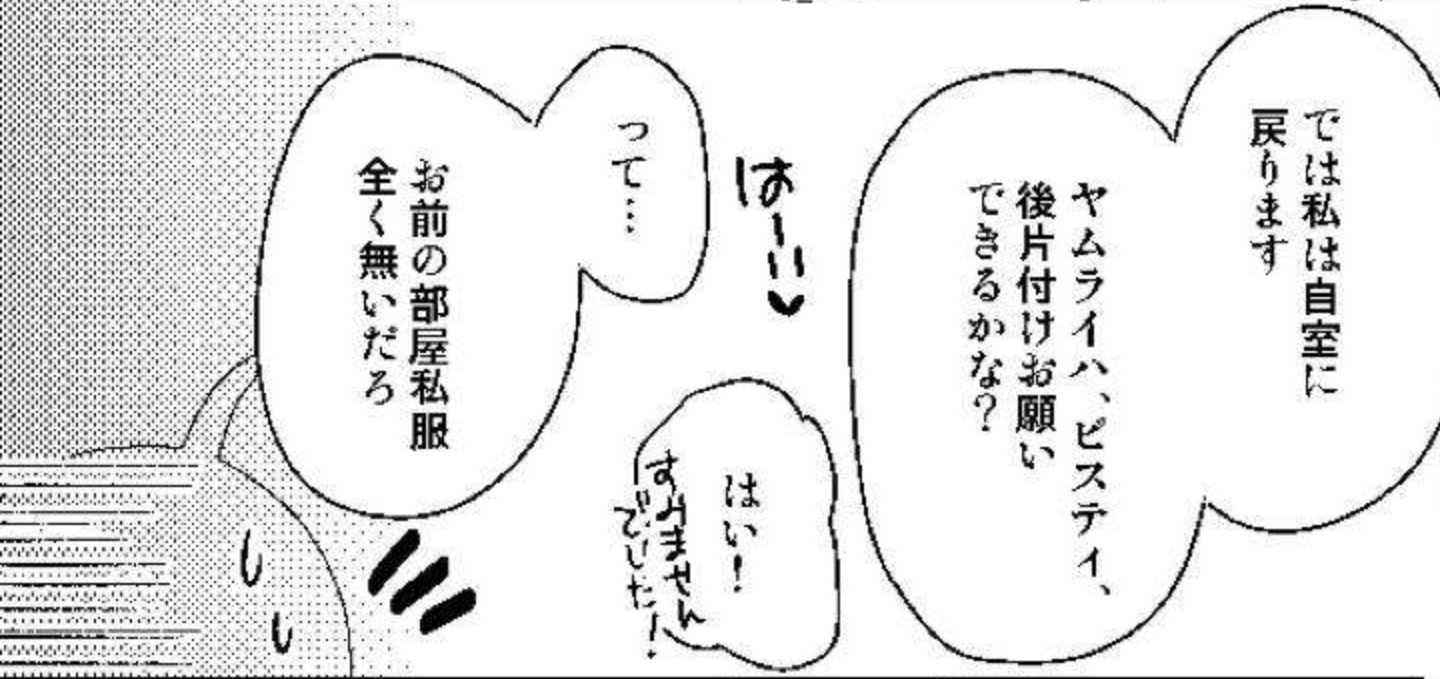 では私は自室に
戻ります
ヤムライハ、ピスティ、
後片付けお願い
できるかな?
はーい
はい!
すみません
でした!
って…
お前の部屋私服
全く無いだろ